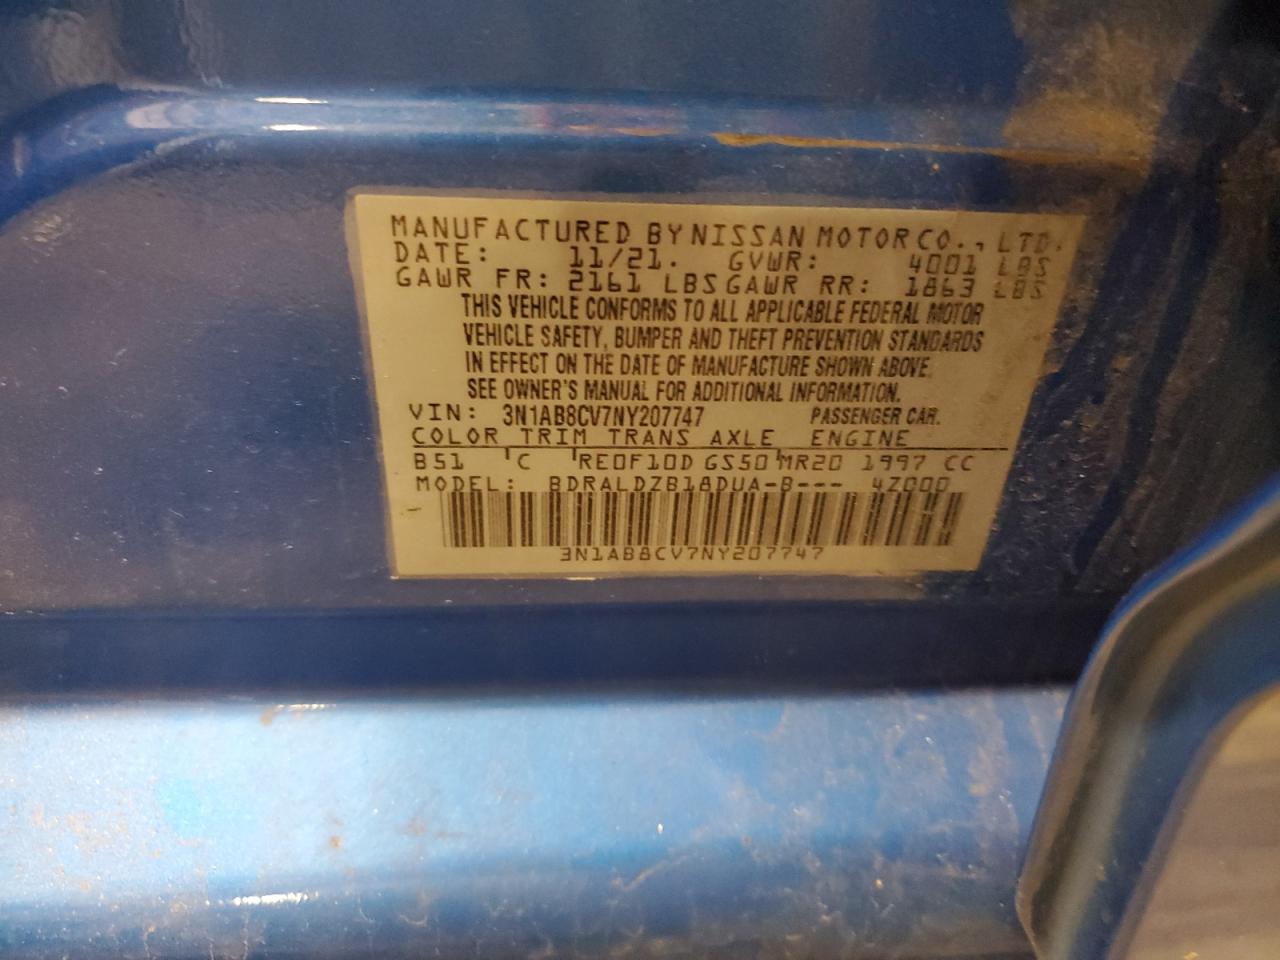 MANUFACTURED BY NISSAN MOTOR CO., LTD.
DATE: 11/21. GVWR: 4001 LBS
GAWR FR: 2161 LBS GAWR RR: 1863 LBS
THIS VEHICLE CONFORMS TO ALL APPLICABLE FEDERAL MOTOR
VEHICLE SAFETY, BUMPER AND THEFT PREVENTION STANDARDS
IN EFFECT ON THE DATE OF MANUFACTURE SHOWN ABOVE.
SEE OWNER'S MANUAL FOR ADDITIONAL INFORMATION.
VIN: 3N1AB8CV7NY207747 PASSENGER CAR.
COLOR TRIM TRANS AXLE ENGINE
B51 C RE0F10D GS50 MR20 1997 CC
MODEL: BDRALDZB18DUA-B--- 4Z000
3N1AB8CV7NY207747